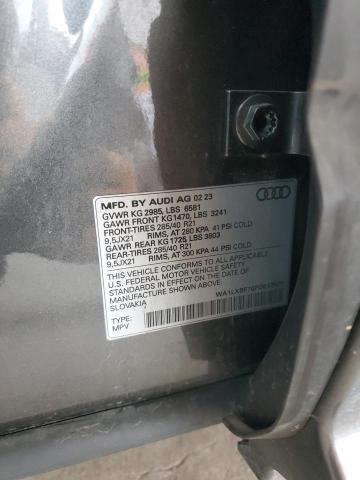 MFD. BY AUDI AG 02 23
GVWR KG 2985, LBS 6581
GAWR FRONT KG1470, LBS 3241
FRONT-TIRES 285/40 R21
9,5JX21 RIMS, AT 280 KPA 41 PSI COLD
GAWR REAR KG 1725, LBS 3803
REAR-TIRES 285/40 R21
9,5JX21 RIMS, AT 300 KPA 44 PSI COLD
THIS MPV CONFORMS TO ALL APPLICABLE
U.S. FEDERAL MOTOR VEHICLE SAFETY STANDARDS
IN EFFECT ON THE DATE OF MANUFACTURE
SLOVAKIA
TYPE:
MPV